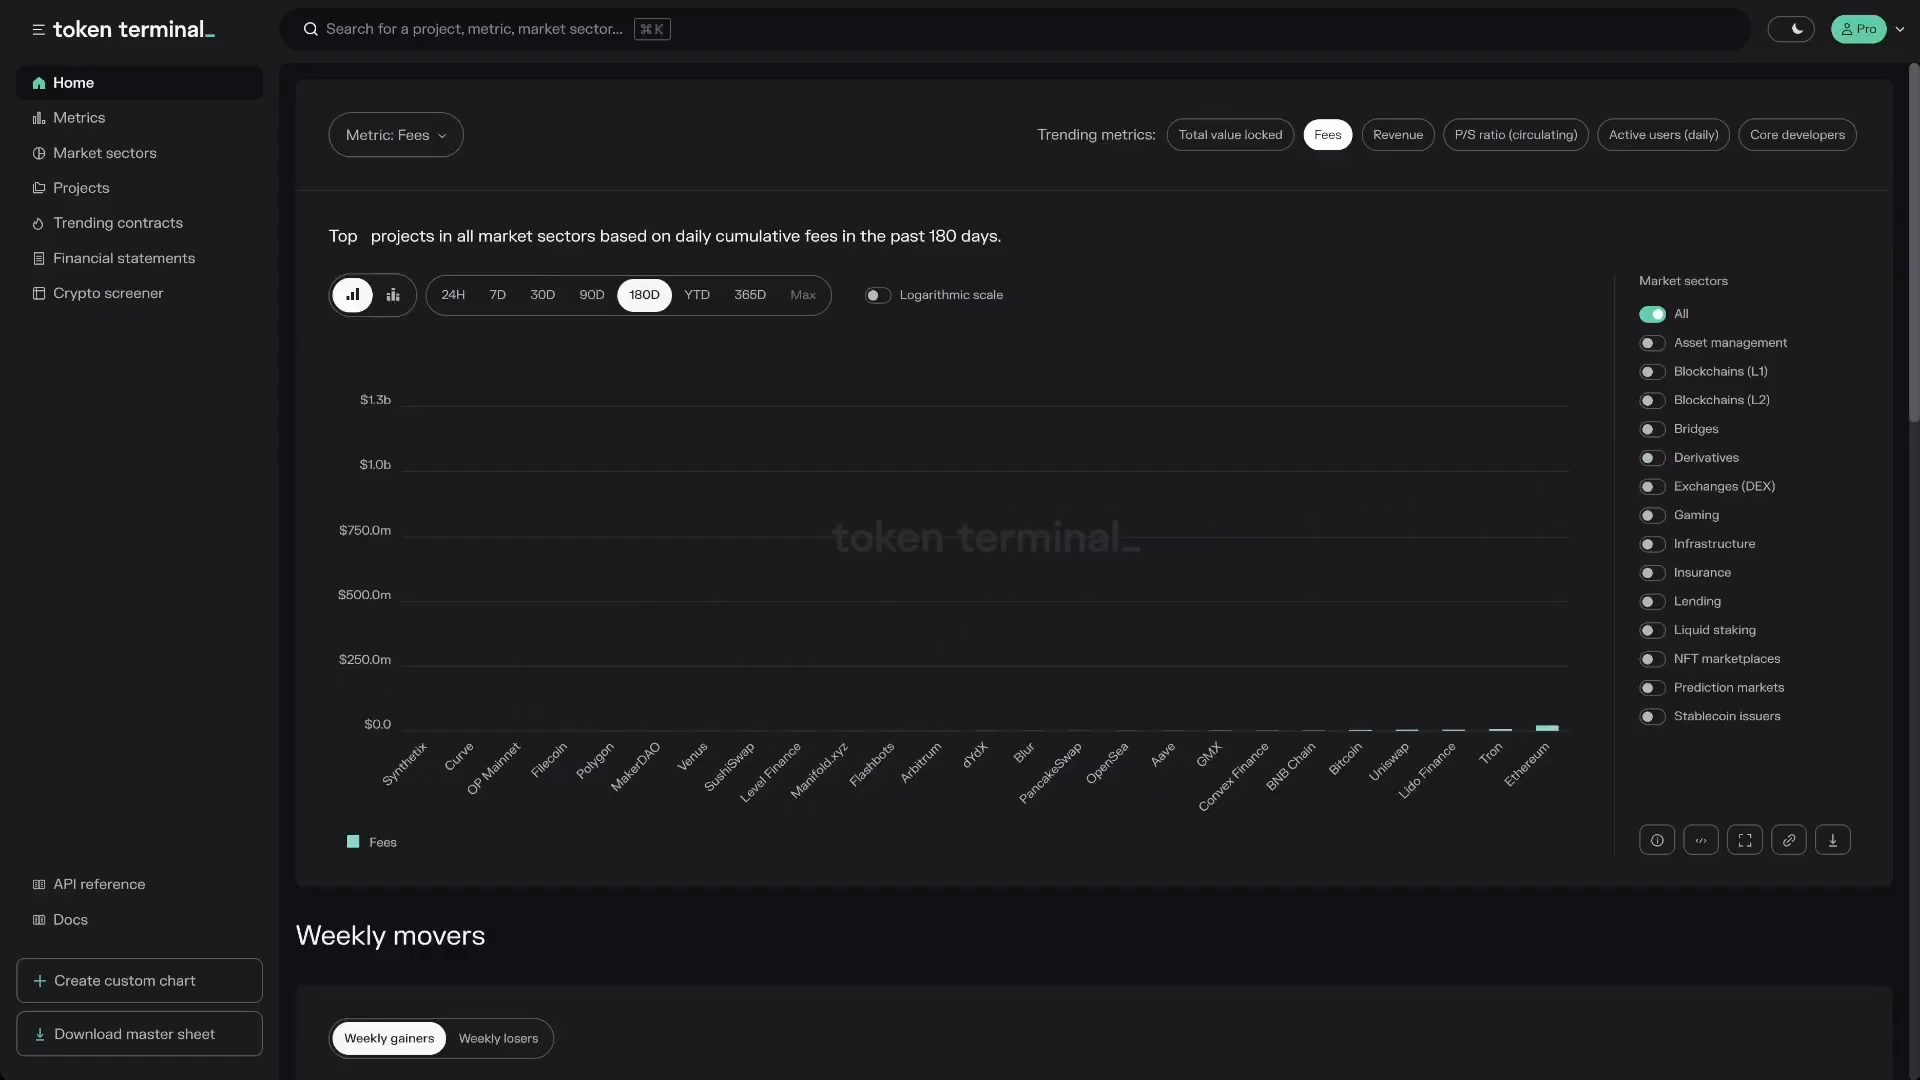 token terminal_
Search for a project, metric, market sector... ⌘ K
Pro
Home
Metrics
Market sectors
Projects
Trending contracts
Financial statements
Crypto screener
API reference
Docs
+ Create custom chart
Download master sheet
Metric: Fees
Trending metrics: Total value locked Fees Revenue P/S ratio (circulating) Active users (daily) Core developers
Top projects in all market sectors based on daily cumulative fees in the past 180 days.
24H 7D 30D 90D 180D YTD 365D Max
Logarithmic scale
$1.3b
$1.0b
$750.0m
$500.0m
$250.0m
$0.0
token terminal_
Synthetix
Curve
OP Mainnet
Filecoin
Polygon
MakerDAO
Venus
SushiSwap
Level Finance
Manifold.xyz
Flashbots
Arbitrum
dYdX
Blur
PancakeSwap
OpenSea
Aave
GMX
Convex Finance
BNB Chain
Bitcoin
Uniswap
Lido Finance
Tron
Ethereum
Fees
Market sectors
All
Asset management
Blockchains (L1)
Blockchains (L2)
Bridges
Derivatives
Exchanges (DEX)
Gaming
Infrastructure
Insurance
Lending
Liquid staking
NFT marketplaces
Prediction markets
Stablecoin issuers
Weekly movers
Weekly gainers Weekly losers